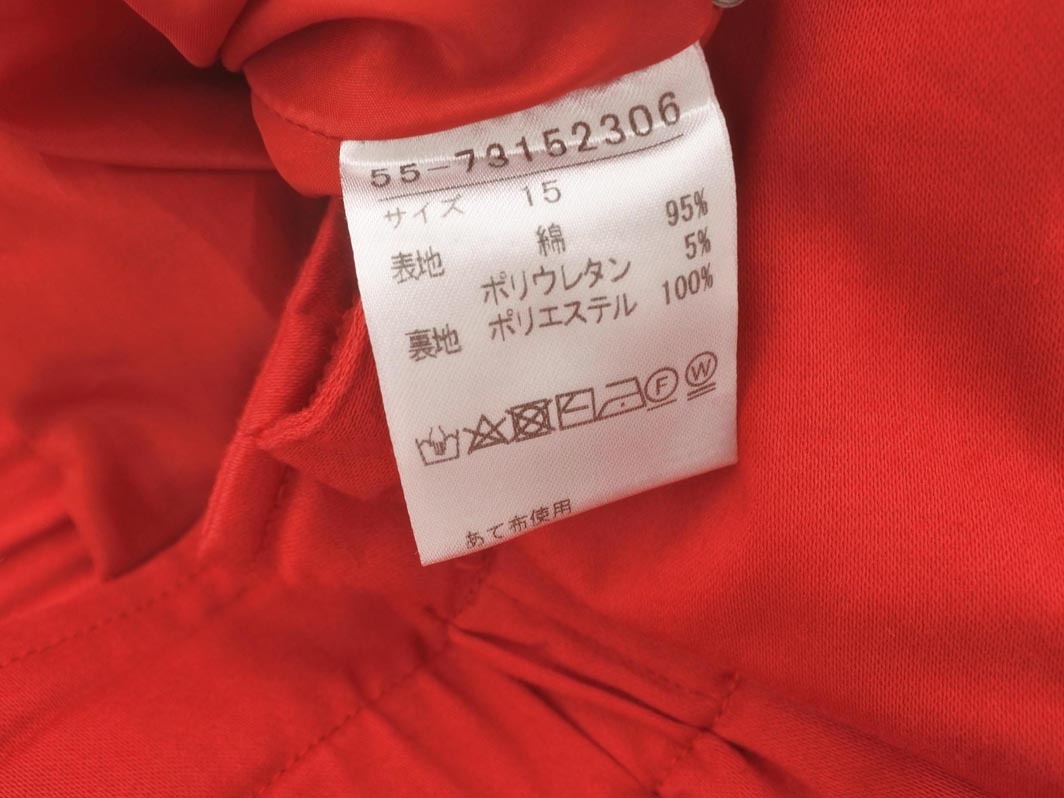 55-73152306
サイズ 15
表地 綿 95%
ポリウレタン 5%
裏地 ポリエステル 100%
F W
あて布使用